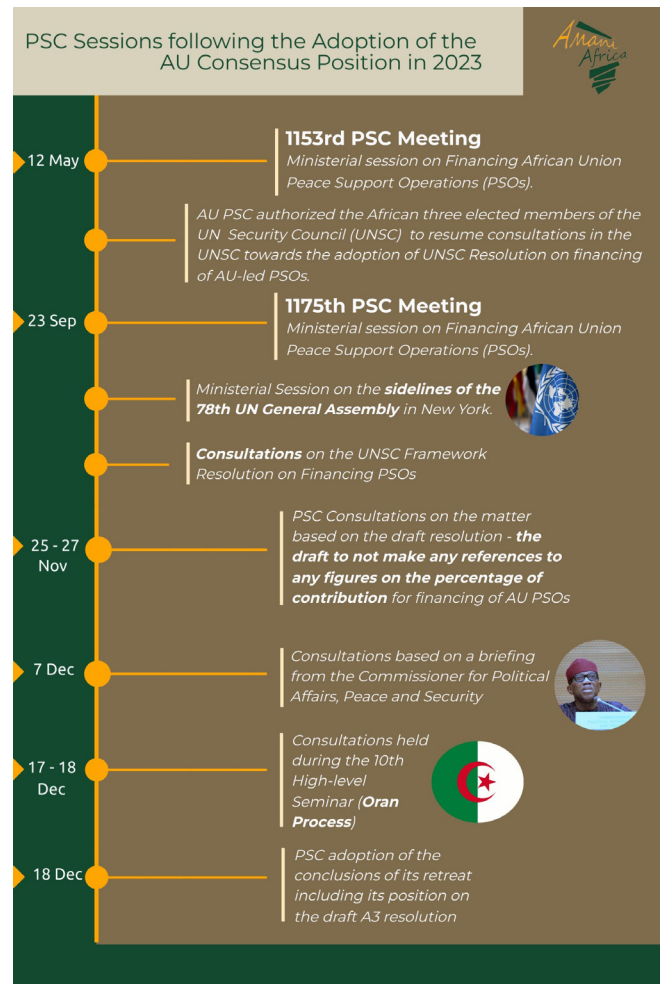 PSC Sessions following the Adoption of the
AU Consensus Position in 2023
Amani
Africa
12 May
1153rd PSC Meeting
Ministerial session on Financing African Union
Peace Support Operations (PSOs).
AU PSC authorized the African three elected members of the
UN Security Council (UNSC) to resume consultations in the
UNSC towards the adoption of UNSC Resolution on financing
of AU-led PSOs.
23 Sep
1175th PSC Meeting
Ministerial session on Financing African Union
Peace Support Operations (PSOs).
Ministerial Session on the sidelines of the
78th UN General Assembly in New York.
Consultations on the UNSC Framework
Resolution on Financing PSOs
25 - 27
Nov
PSC Consultations on the matter
based on the draft resolution - the
draft to not make any references to
any figures on the percentage of
contribution for financing of AU PSOs
7 Dec
Consultations based on a briefing
from the Commissioner for Political
Affairs, Peace and Security
17 - 18
Dec
Consultations held
during the 10th
High-level
Seminar (Oran
Process)
18 Dec
PSC adoption of the
conclusions of its retreat
including its position on
the draft A3 resolution